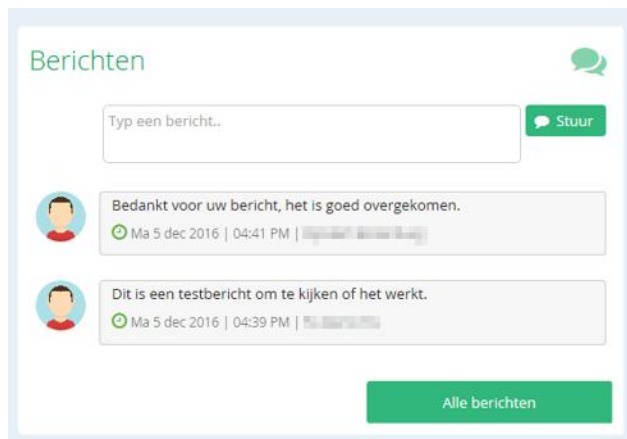 Berichten
Typ een bericht..
Stuur
Bedankt voor uw bericht, het is goed overgekomen.
Ma 5 dec 2016 | 04:41 PM |
Dit is een testbericht om te kijken of het werkt.
Ma 5 dec 2016 | 04:39 PM |
Alle berichten